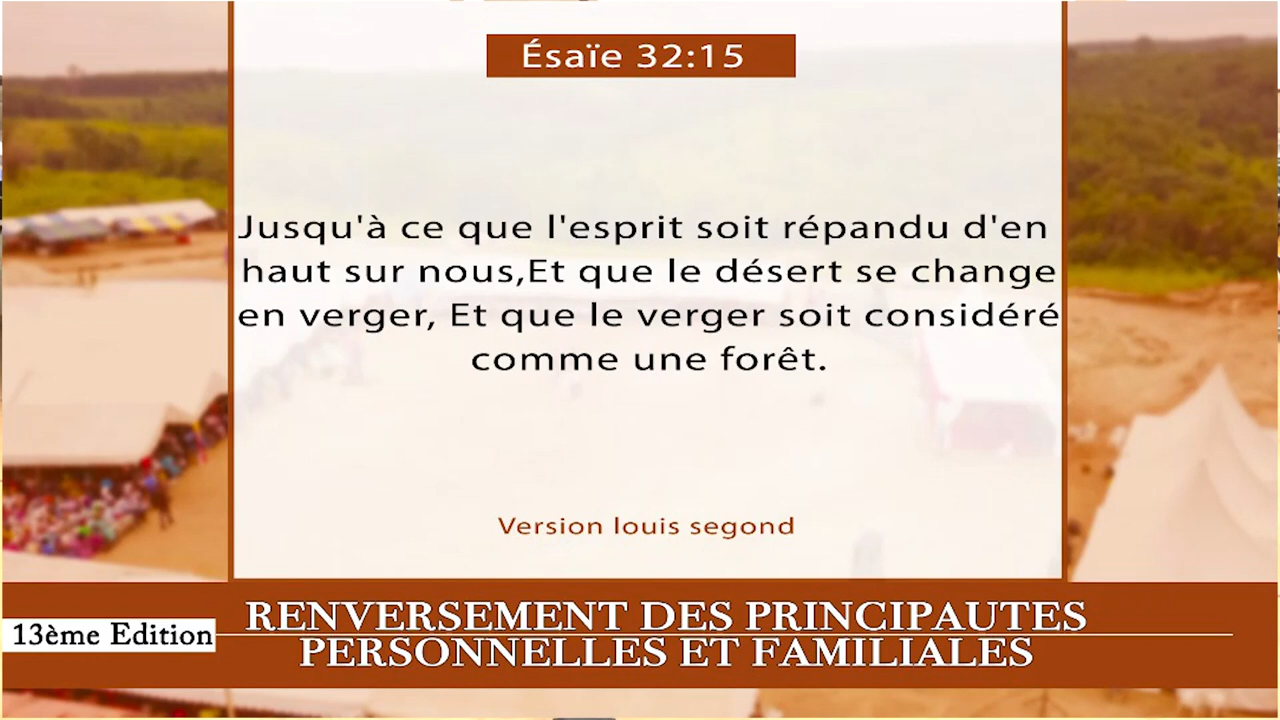 Ésaïe 32:15
Jusqu'à ce que l'esprit soit répandu d'en
haut sur nous,Et que le désert se change
en verger, Et que le verger soit considéré
comme une forêt.
Version louis segond
13ème Edition
RENVERSEMENT DES PRINCIPAUTES
PERSONNELLES ET FAMILIALES